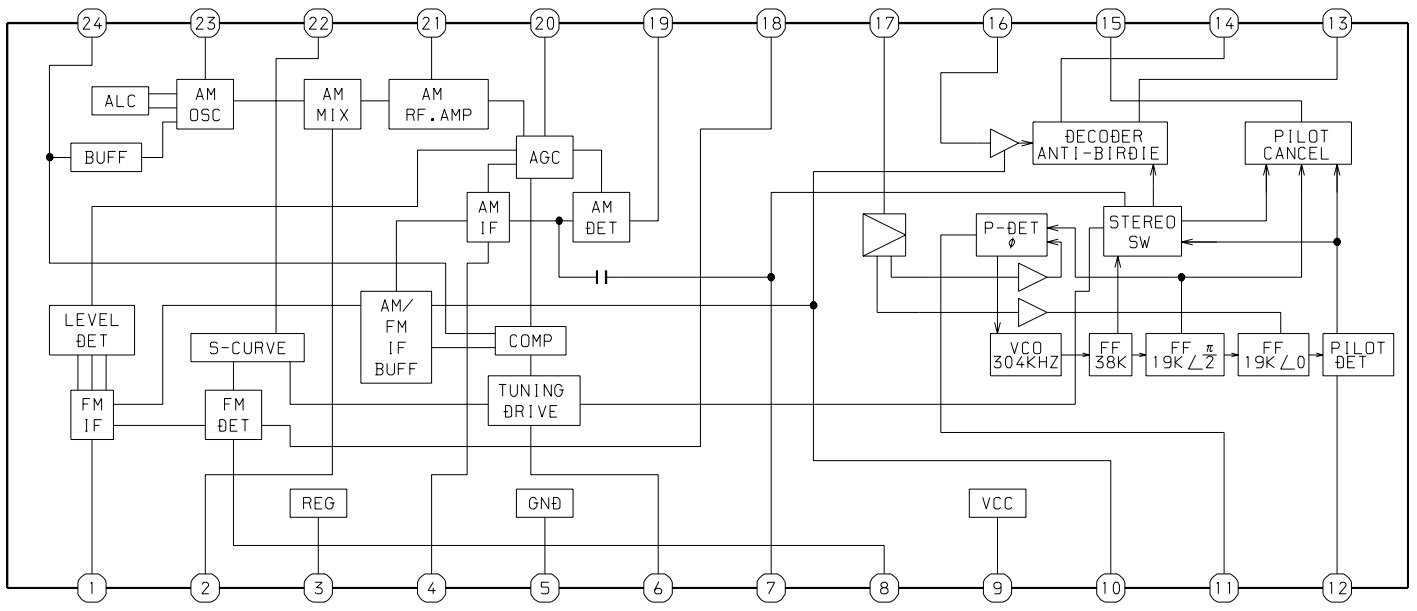 24 23 22 21 20 19 18 17 16 15 14 13
ALC
AM
OSC
AM
MIX
AM
RF.AMP
BUFF
AGC
DECODER
ANTI-BIRDIE
PILOT
CANCEL
AM
IF
AM
DET
P-DET
φ
STEREO
SW
LEVEL
DET
S-CURVE
AM/
FM
IF
BUFF
COMP
VCO
304KHZ
FF
38K
FF
19K∠π/2
FF
19K∠0
PILOT
DET
FM
IF
FM
DET
TUNING
DRIVE
REG
GND
VCC
1 2 3 4 5 6 7 8 9 10 11 12